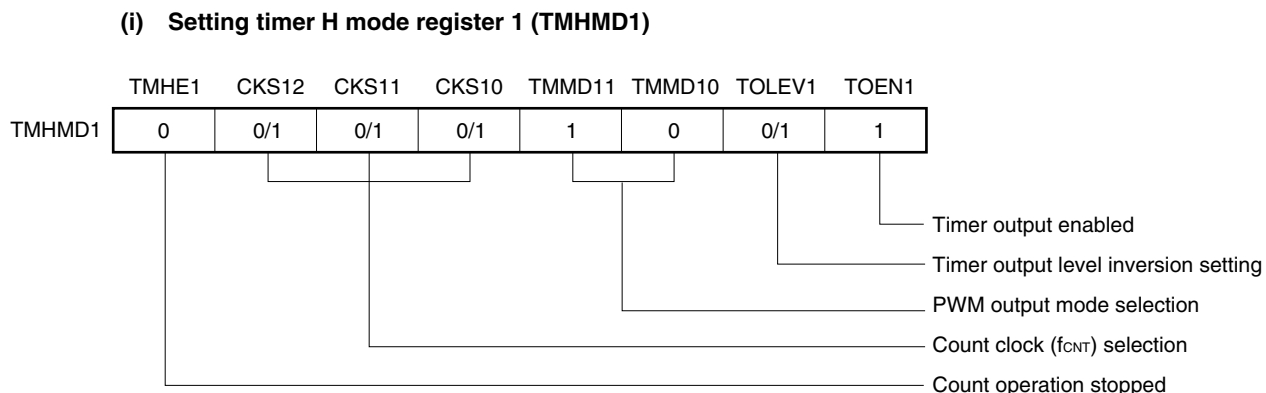 (i) Setting timer H mode register 1 (TMHMD1)
TMHE1 CKS12 CKS11 CKS10 TMMD11 TMMD10 TOLEV1 TOEN1
TMHMD1 0 0/1 0/1 0/1 1 0 0/1 1
Timer output enabled
Timer output level inversion setting
PWM output mode selection
Count clock (fCNT) selection
Count operation stopped